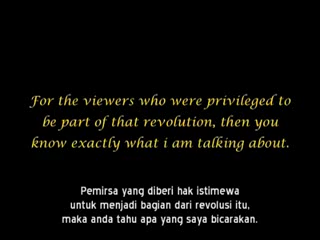 For the viewers who were privileged to
be part of that revolution, then you
know exactly what i am talking about.
Pemirsa yang diberi hak istimewa
untuk menjadi bagian dari revolusi itu,
maka anda tahu apa yang saya bicarakan.